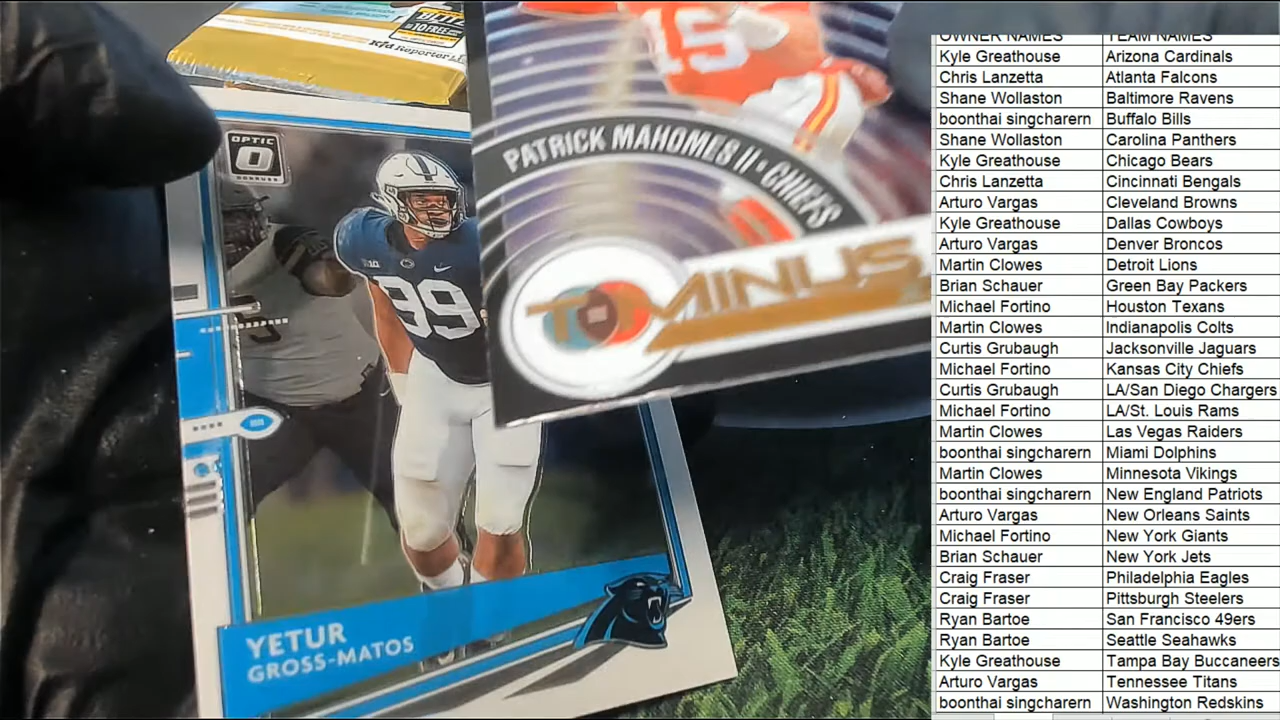 BLITZ
10 FREE
Kid Reporter
15
PATRICK MAHOMES II • CHIEFS
T MINUS
OPTIC
DONRUSS
99
YETUR
GROSS-MATOS
OWNER NAMES TEAM NAMES
Kyle Greathouse Arizona Cardinals
Chris Lanzetta Atlanta Falcons
Shane Wollaston Baltimore Ravens
boonthai singcharern Buffalo Bills
Shane Wollaston Carolina Panthers
Kyle Greathouse Chicago Bears
Chris Lanzetta Cincinnati Bengals
Arturo Vargas Cleveland Browns
Kyle Greathouse Dallas Cowboys
Arturo Vargas Denver Broncos
Martin Clowes Detroit Lions
Brian Schauer Green Bay Packers
Michael Fortino Houston Texans
Martin Clowes Indianapolis Colts
Curtis Grubaugh Jacksonville Jaguars
Michael Fortino Kansas City Chiefs
Curtis Grubaugh LA/San Diego Chargers
Michael Fortino LA/St. Louis Rams
Martin Clowes Las Vegas Raiders
boonthai singcharern Miami Dolphins
Martin Clowes Minnesota Vikings
boonthai singcharern New England Patriots
Arturo Vargas New Orleans Saints
Michael Fortino New York Giants
Brian Schauer New York Jets
Craig Fraser Philadelphia Eagles
Craig Fraser Pittsburgh Steelers
Ryan Bartoe San Francisco 49ers
Ryan Bartoe Seattle Seahawks
Kyle Greathouse Tampa Bay Buccaneers
Arturo Vargas Tennessee Titans
boonthai singcharern Washington Redskins